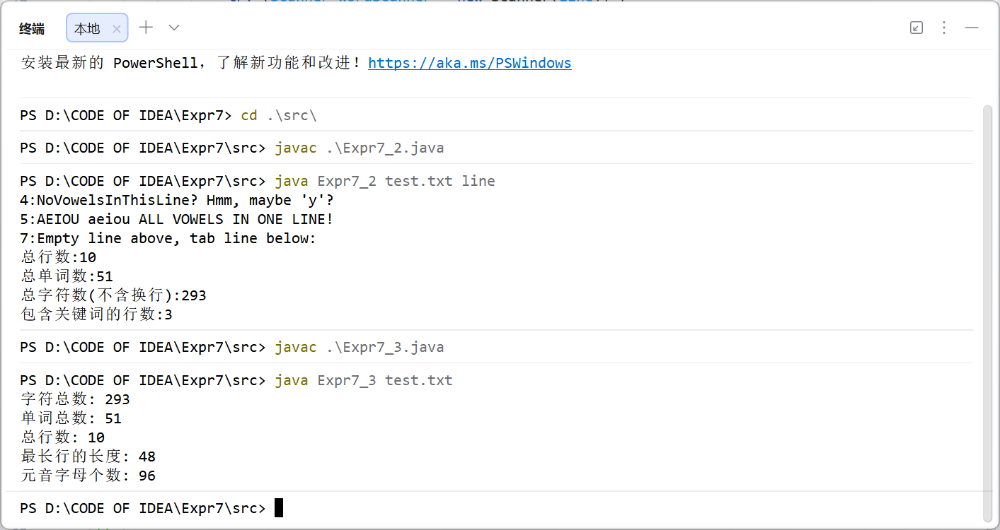 终端 本地
安装最新的 PowerShell，了解新功能和改进！https://aka.ms/PSWindows
PS D:\CODE OF IDEA\Expr7> cd .\src\
PS D:\CODE OF IDEA\Expr7\src> javac .\Expr7_2.java
PS D:\CODE OF IDEA\Expr7\src> java Expr7_2 test.txt line
4:NoVowelsInThisLine? Hmm, maybe 'y'?
5:AEIOU aeiou ALL VOWELS IN ONE LINE!
7:Empty line above, tab line below:
总行数:10
总单词数:51
总字符数(不含换行):293
包含关键词的行数:3
PS D:\CODE OF IDEA\Expr7\src> javac .\Expr7_3.java
PS D:\CODE OF IDEA\Expr7\src> java Expr7_3 test.txt
字符总数: 293
单词总数: 51
总行数: 10
最长行的长度: 48
元音字母个数: 96
PS D:\CODE OF IDEA\Expr7\src>